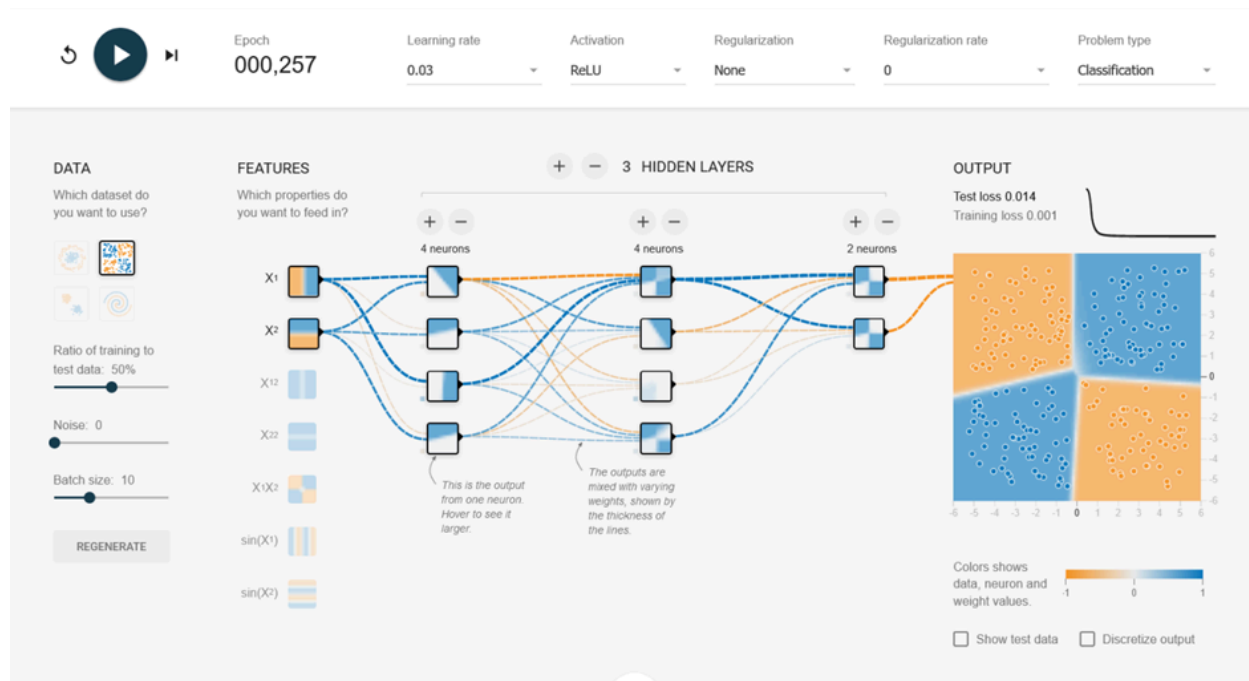 Epoch
000,257
Learning rate
0.03
Activation
ReLU
Regularization
None
Regularization rate
0
Problem type
Classification
DATA
Which dataset do
you want to use?
Ratio of training to
test data: 50%
Noise: 0
Batch size: 10
REGENERATE
FEATURES
Which properties do
you want to feed in?
X1
X2
X12
X22
X1X2
sin(X1)
sin(X2)
+ − 3 HIDDEN LAYERS
+ −
4 neurons
+ −
4 neurons
+ −
2 neurons
This is the output
from one neuron.
Hover to see it
larger.
The outputs are
mixed with varying
weights, shown by
the thickness of
the lines.
OUTPUT
Test loss 0.014
Training loss 0.001
6
5
4
3
2
1
0
-1
-2
-3
-4
-5
-6
-6 -5 -4 -3 -2 -1 0 1 2 3 4 5 6
Colors shows
data, neuron and
weight values.
-1 0 1
Show test data
Discretize output